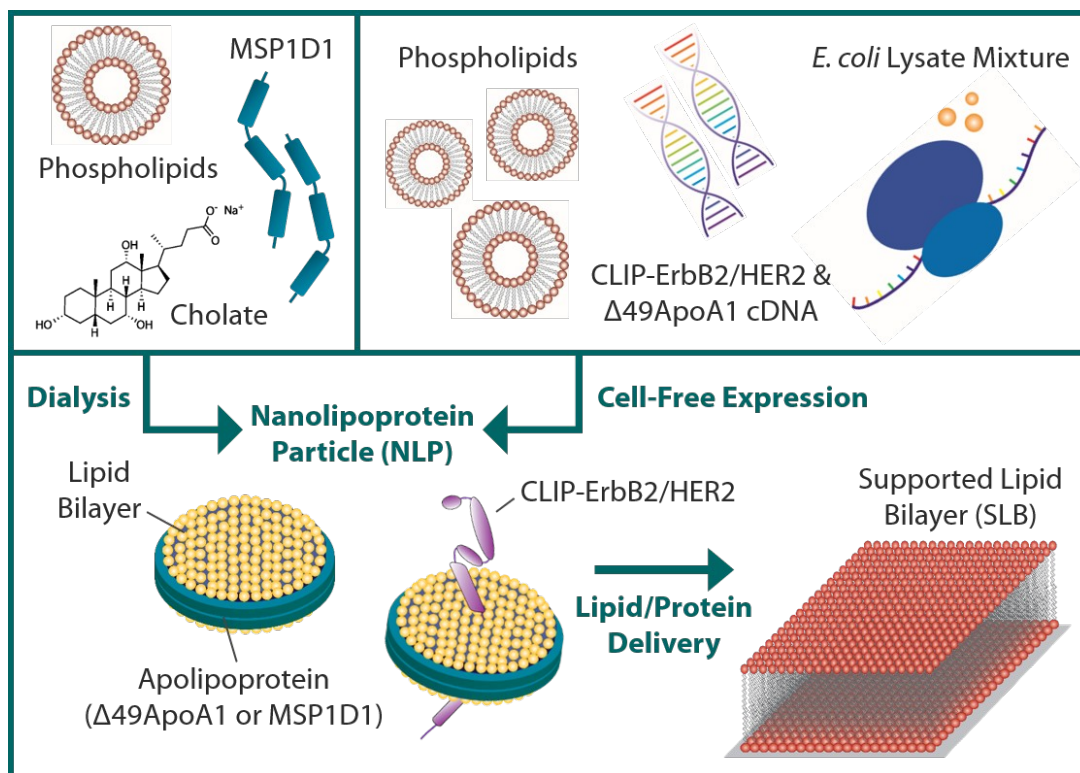 MSP1D1
Phospholipids
O⁻ Na⁺
O
OH
H
H
H
HO
H
OH
Cholate
Phospholipids
E. coli Lysate Mixture
CLIP-ErbB2/HER2 &
Δ49ApoA1 cDNA
Dialysis
Nanolipoprotein
Particle (NLP)
Cell-Free Expression
Lipid
Bilayer
CLIP-ErbB2/HER2
Supported Lipid
Bilayer (SLB)
Lipid/Protein
Delivery
Apolipoprotein
(Δ49ApoA1 or MSP1D1)